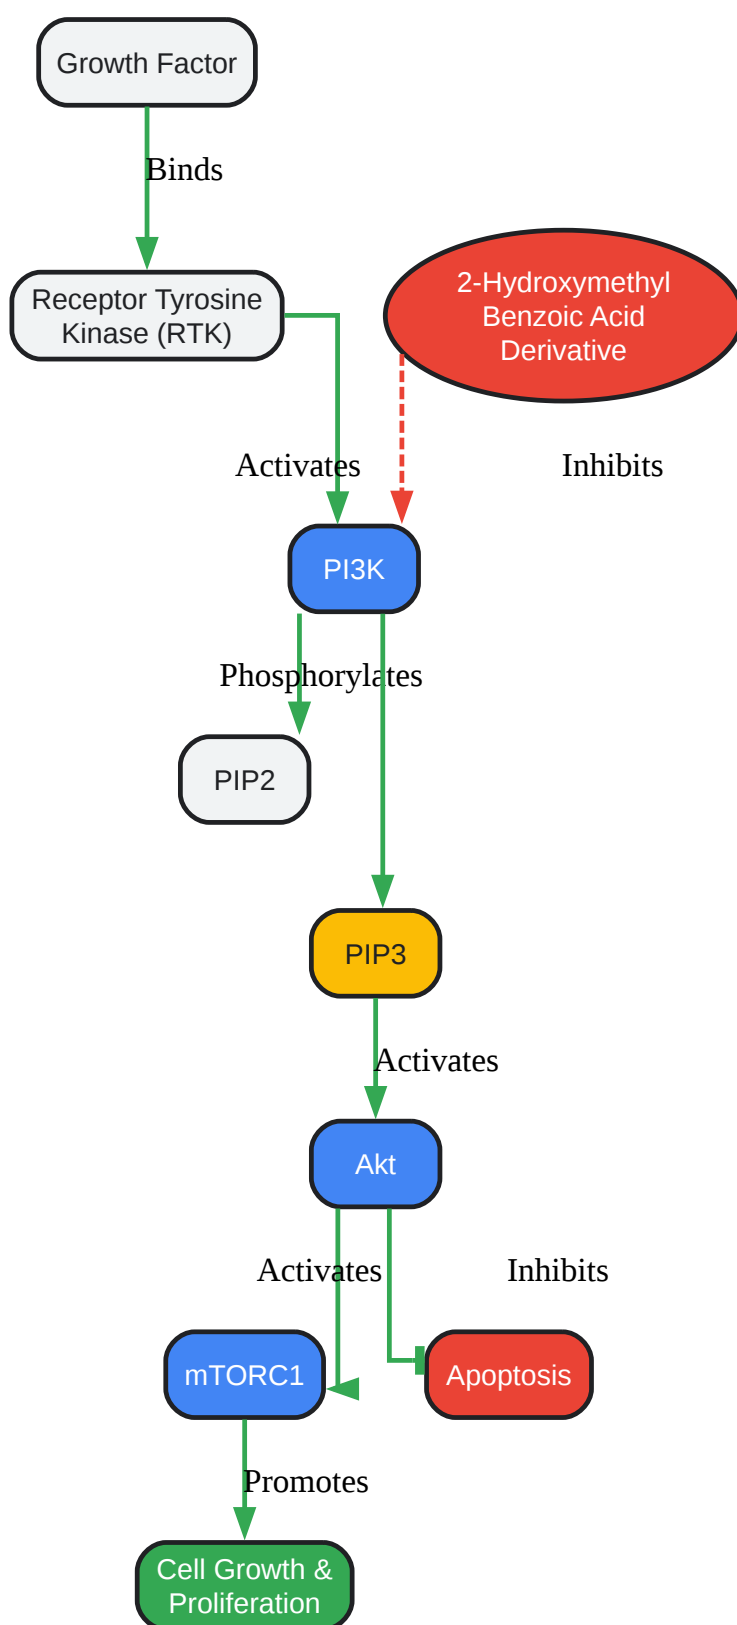 Growth Factor
Binds
Receptor Tyrosine
Kinase (RTK)
2-Hydroxymethyl
Benzoic Acid
Derivative
Activates
Inhibits
PI3K
Phosphorylates
PIP2
PIP3
Activates
Akt
Activates
Inhibits
mTORC1
Apoptosis
Promotes
Cell Growth &
Proliferation